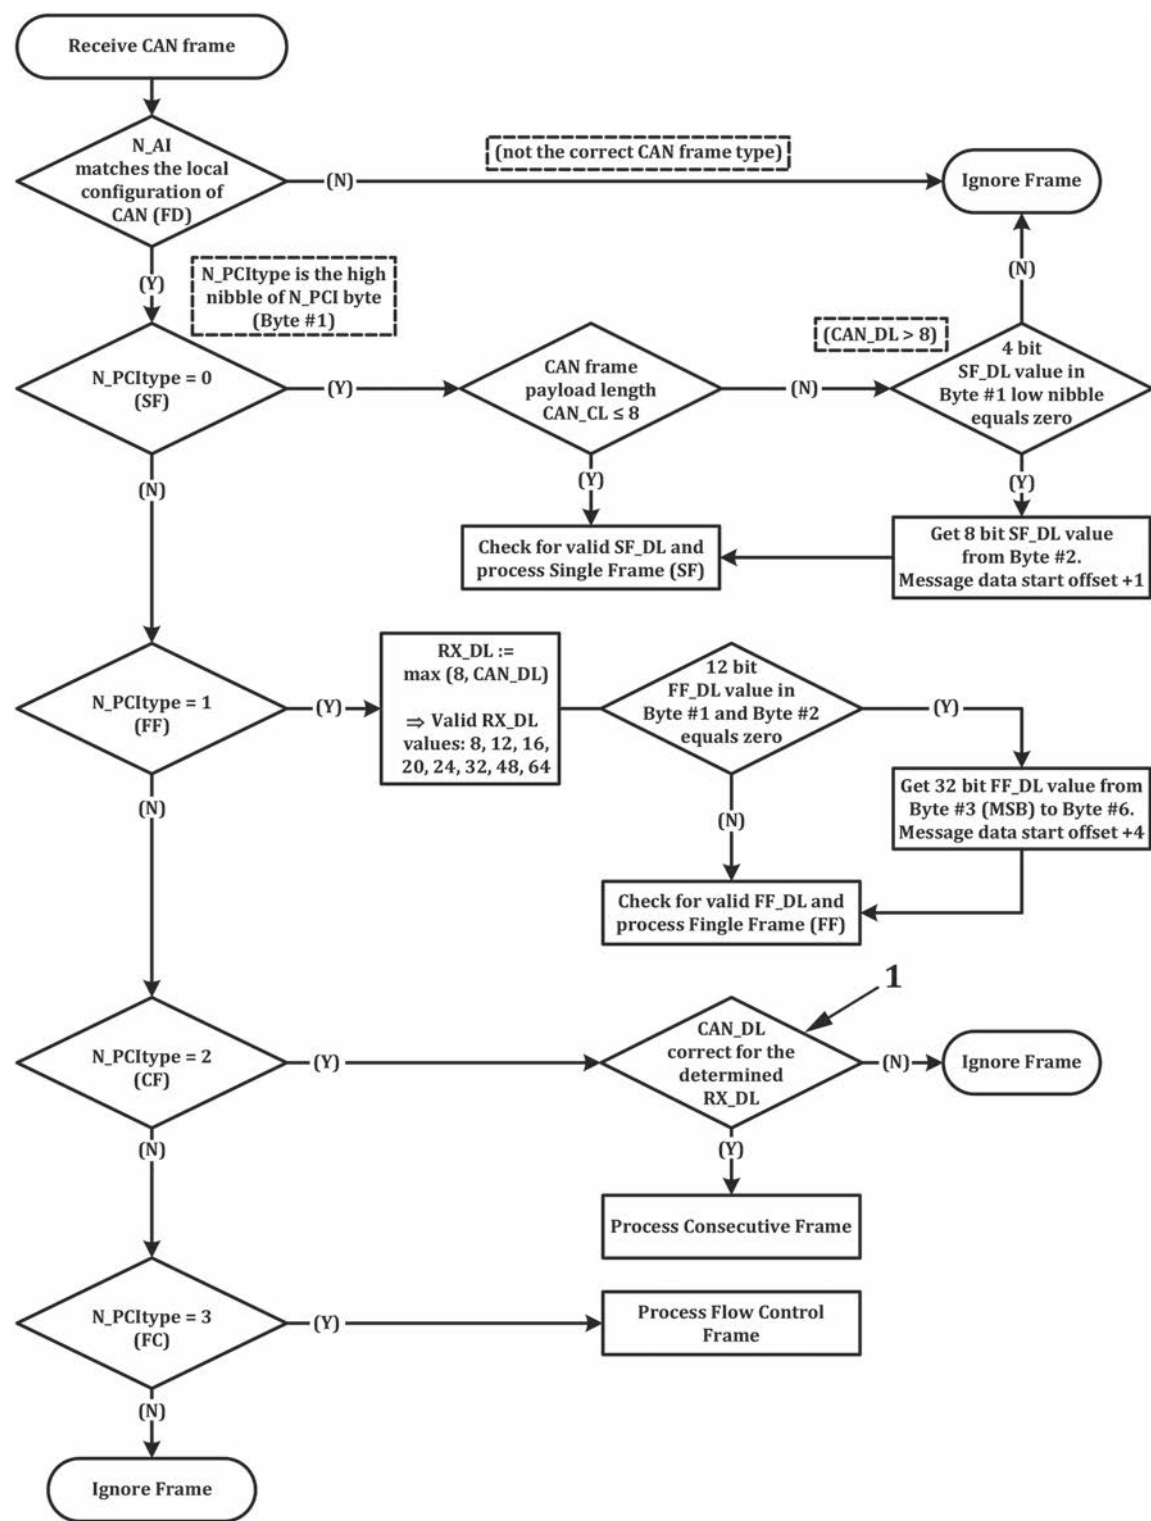 Receive CAN frame
N_AI
matches the local
configuration of
CAN (FD)
(N)
(not the correct CAN frame type)
Ignore Frame
(Y)
N_PCItype is the high
nibble of N_PCI byte
(Byte #1)
(N)
(CAN_DL > 8)
N_PCItype = 0
(SF)
(Y)
CAN frame
payload length
CAN_CL ≤ 8
(N)
4 bit
SF_DL value in
Byte #1 low nibble
equals zero
(N)
(Y)
(Y)
Check for valid SF_DL and
process Single Frame (SF)
Get 8 bit SF_DL value
from Byte #2.
Message data start offset +1
N_PCItype = 1
(FF)
(Y)
RX_DL :=
max (8, CAN_DL)
⇒ Valid RX_DL
values: 8, 12, 16,
20, 24, 32, 48, 64
12 bit
FF_DL value in
Byte #1 and Byte #2
equals zero
(Y)
(N)
(N)
Get 32 bit FF_DL value from
Byte #3 (MSB) to Byte #6.
Message data start offset +4
Check for valid FF_DL and
process Fingle Frame (FF)
1
N_PCItype = 2
(CF)
(Y)
CAN_DL
correct for the
determined
RX_DL
(N)
Ignore Frame
(N)
(Y)
Process Consecutive Frame
N_PCItype = 3
(FC)
(Y)
Process Flow Control
Frame
(N)
Ignore Frame